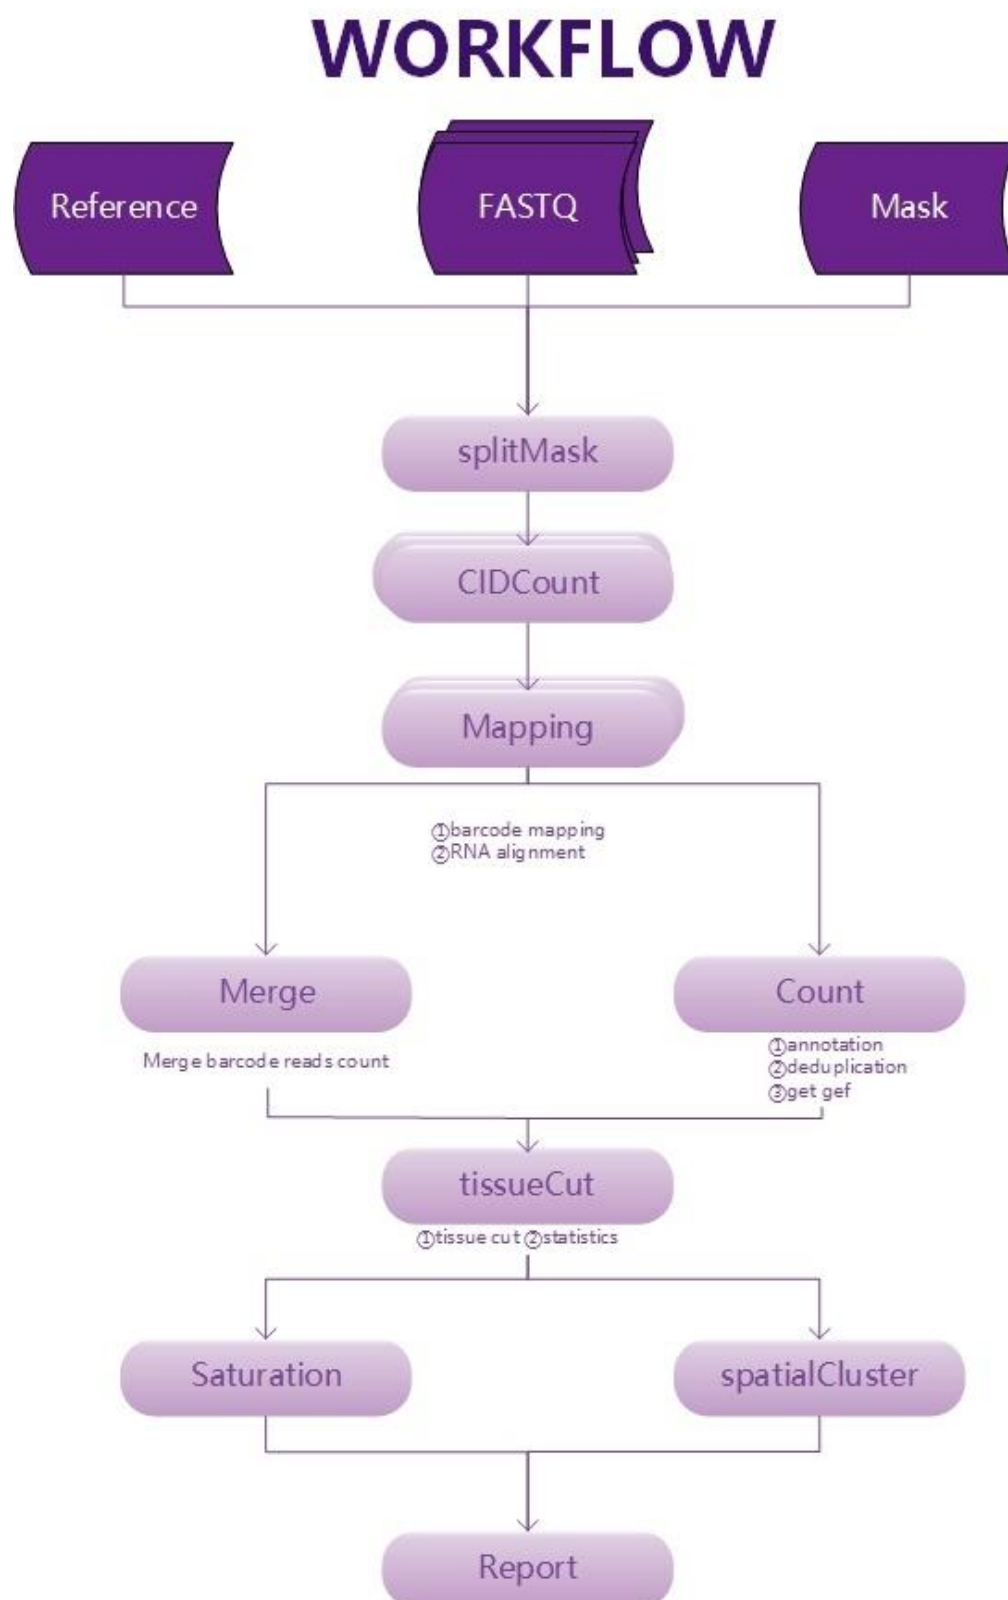 WORKFLOW
Reference
FASTQ
Mask
splitMask
CIDCount
Mapping
①barcode mapping
②RNA alignment
Merge
Count
Merge barcode reads count
①annotation
②deduplication
③get gef
tissueCut
①tissue cut ②statistics
Saturation
spatialCluster
Report